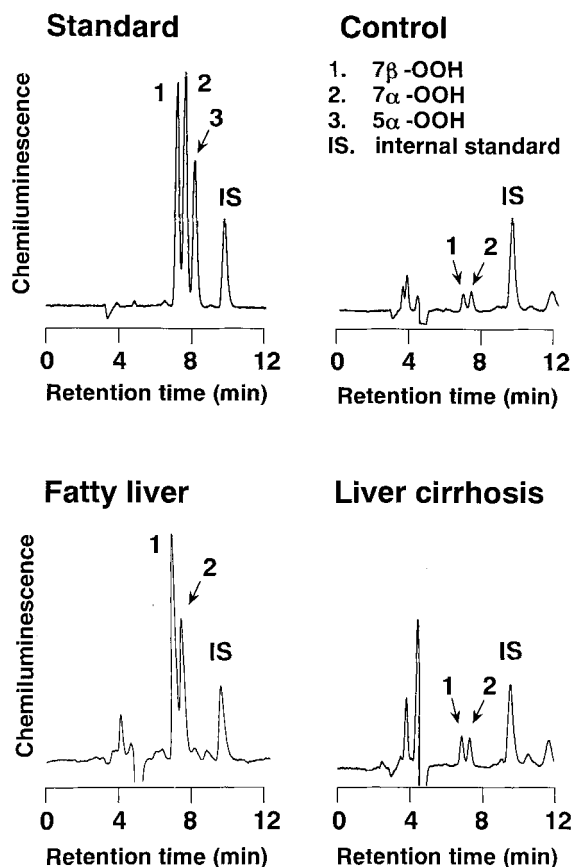 Standard
Control
Chemiluminescence
1
2
3
IS
0 4 8 12
Retention time (min)
1. 7β -OOH
2. 7α -OOH
3. 5α -OOH
IS. internal standard
IS
1 2
0 4 8 12
Retention time (min)
Fatty liver
Liver cirrhosis
Chemiluminescence
1
2
IS
0 4 8 12
Retention time (min)
IS
1 2
0 4 8 12
Retention time (min)